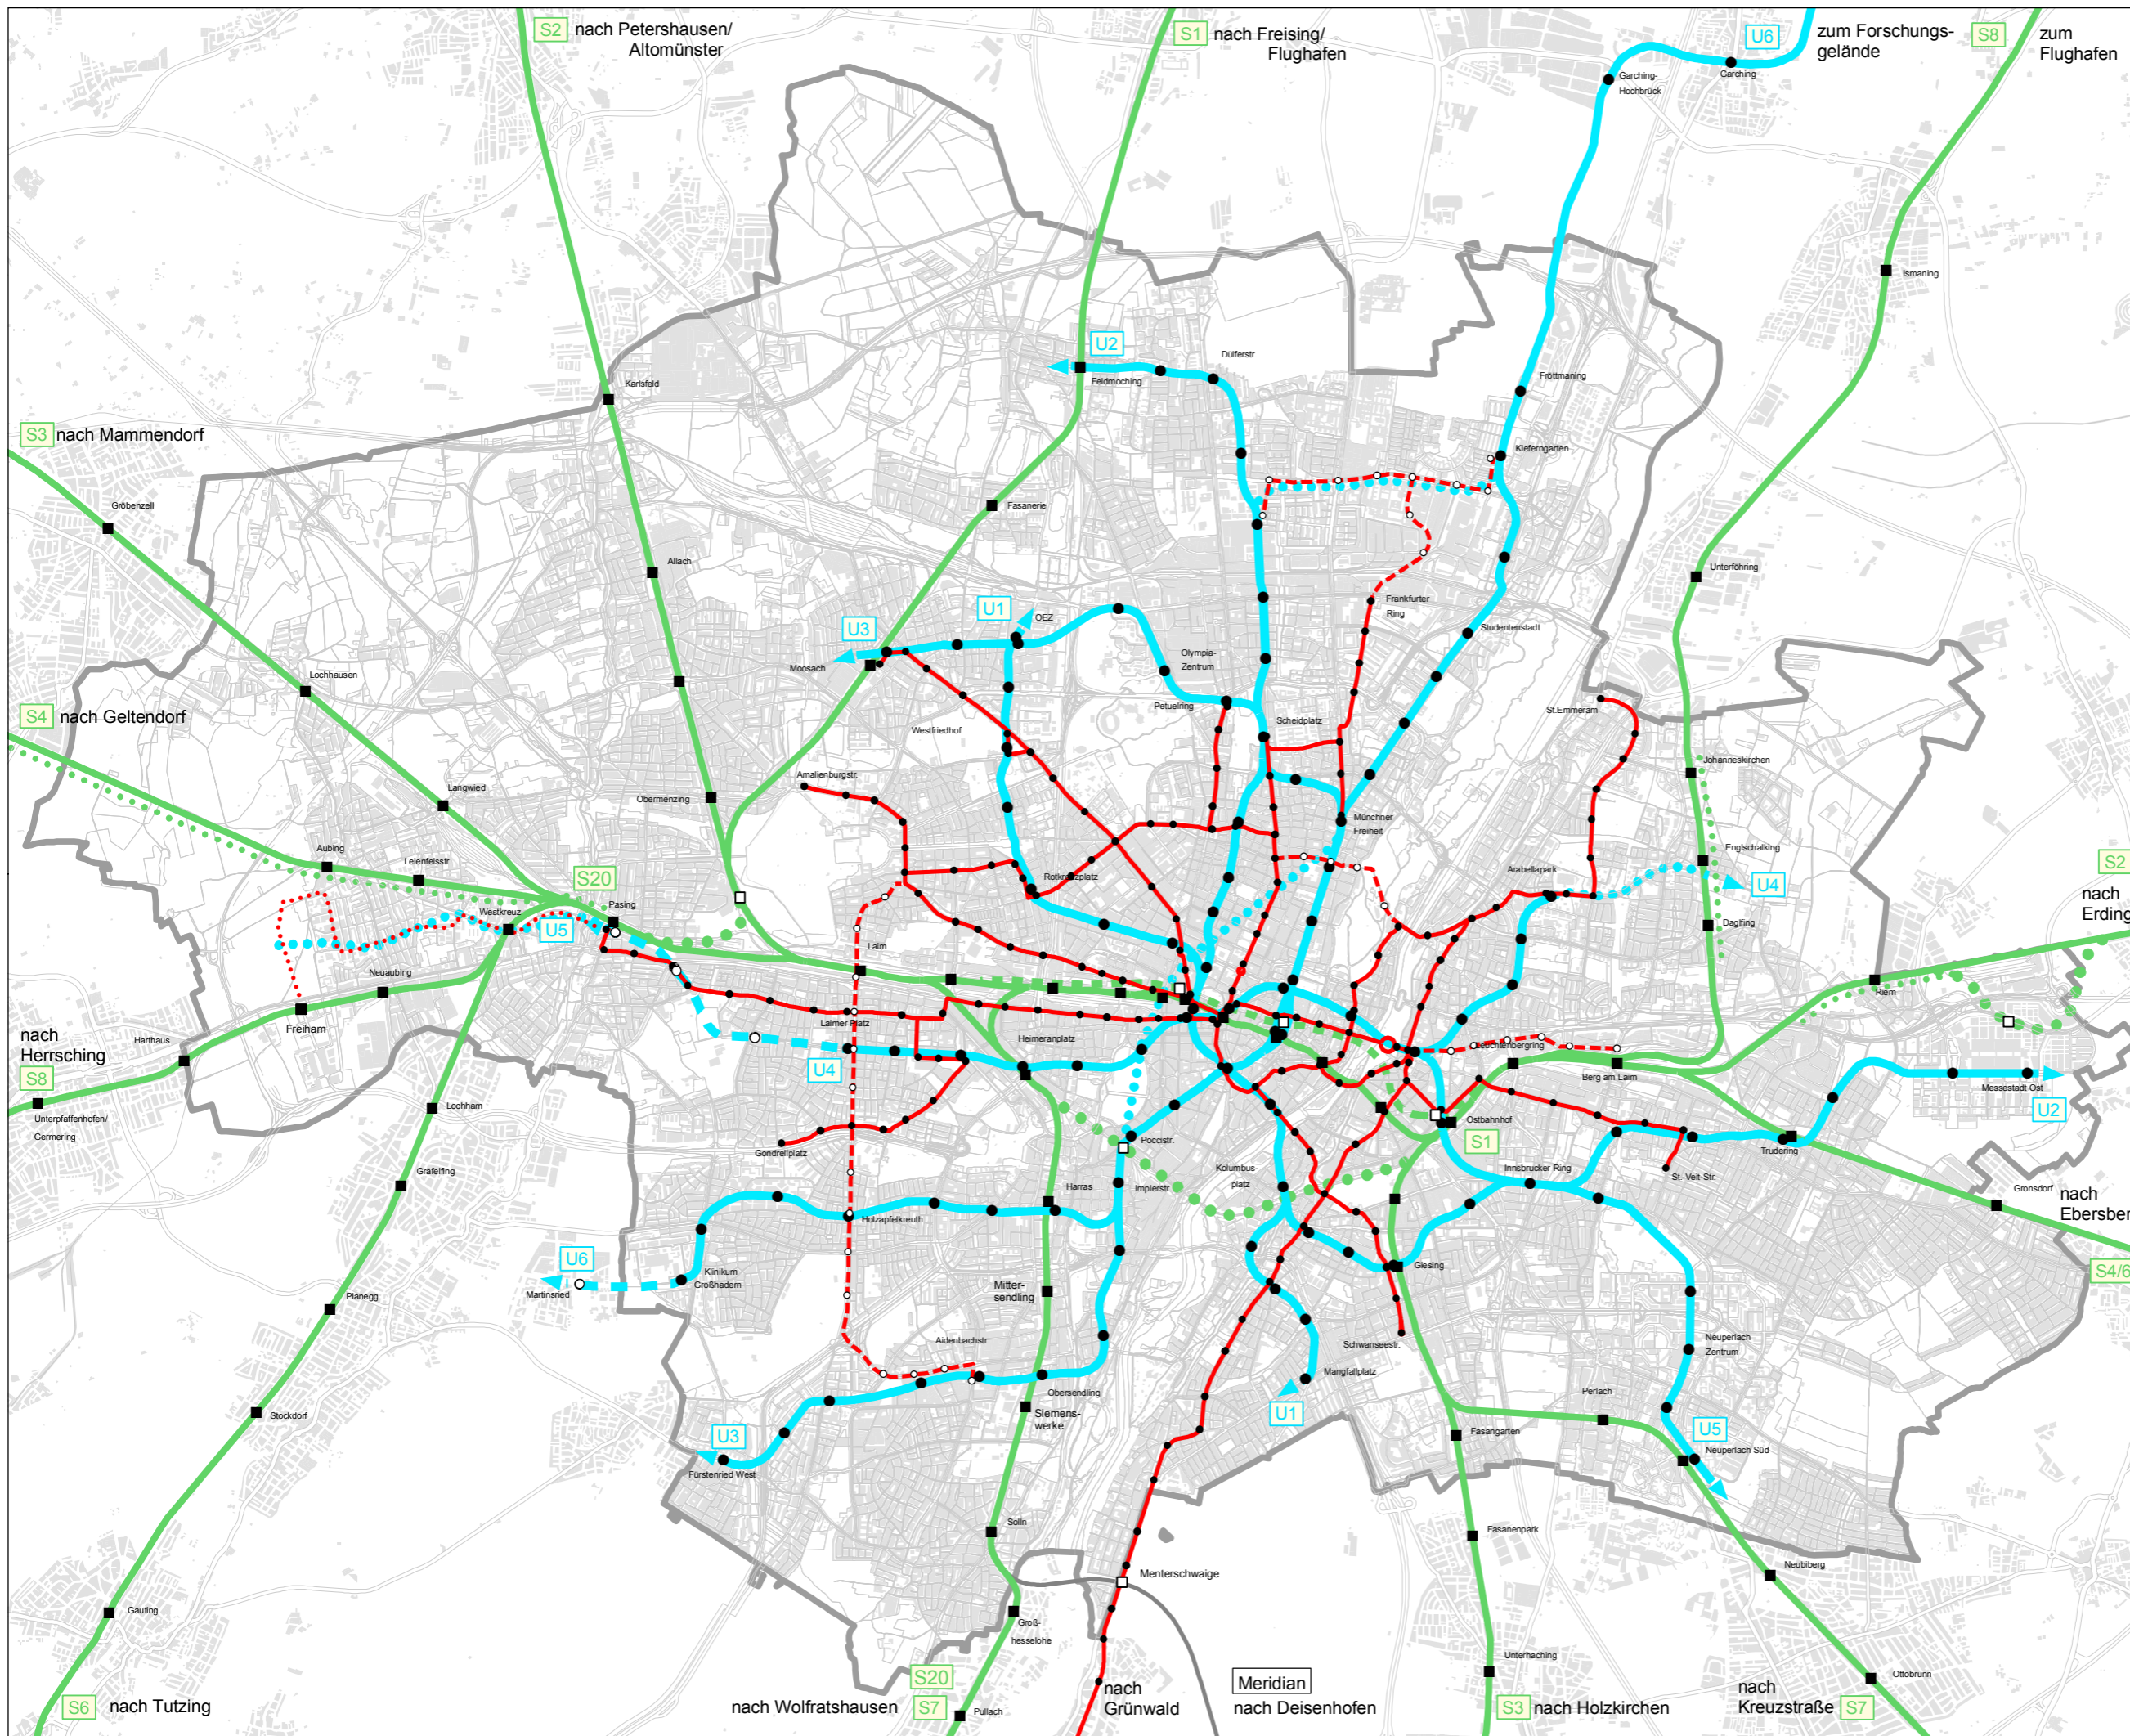 S2 nach Petershausen/
Altomünster
S1 nach Freising/
Flughafen
U6 zum Forschungs-
gelände
S8 zum
Flughafen
Garching-
Hochbrück
Garching
Ismaning
U2
Dülferstr.
Feldmoching
Karlsfeld
Fröttmaning
S3 nach Mammendorf
Kieferngarten
Gröbenzell
Fasanerie
Allach
Unterföhring
Frankfurter
Ring
U1
OEZ
U3
Studentenstadt
Moosach
Olympia-
Zentrum
Lochhausen
Petuelring
St.Emmeram
S4 nach Geltendorf
Scheidplatz
Westfriedhof
Johanneskirchen
Amalienburgstr.
Obermenzing
Langwied
Münchner
Freiheit
Aubing
Leienfelsstr.
Englschalking
S2
nach
Erding
S20
Rotkreuzplatz
Arabellapark
U4
Pasing
Westkreuz
U5
Daglfing
Laim
Neuaubing
Riem
Freiham
Laimer Platz
nach
Herrsching
S8
Harthaus
Heimeranplatz
Leuchtenbergring
U4
Berg am Laim
Messestadt Ost
U2
Unterpfaffenhofen/
Germering
Lochham
Ostbahnhof
S1
Poccistr.
Trudering
Gondrellplatz
Kolumbus-
platz
Innsbrucker Ring
St.-Veit-Str.
Gräfelfing
Harras
Implerstr.
Gronsdorf
nach
Ebersber
Holzapfelkreuth
U6
Martinsried
Klinikum
Großhadern
Giesing
S4/6
Mitter-
sendling
Planegg
Aidenbachstr.
Schwanseestr.
Neuperlach
Zentrum
Mangfallplatz
Obersendling
Perlach
Stockdorf
Siemens-
werke
U1
U3
Fasangarten
U5
Neuperlach Süd
Fürstenried West
Solln
Fasanenpark
Menterschwaige
Neubiberg
Gauting
Groß-
hesselohe
Unterhaching
Ottobrunn
S20
Meridian
S6 nach Tutzing
nach Wolfratshausen S7
Pullach
nach
Grünwald
nach Deisenhofen
S3 nach Holzkirchen
nach
Kreuzstraße S7